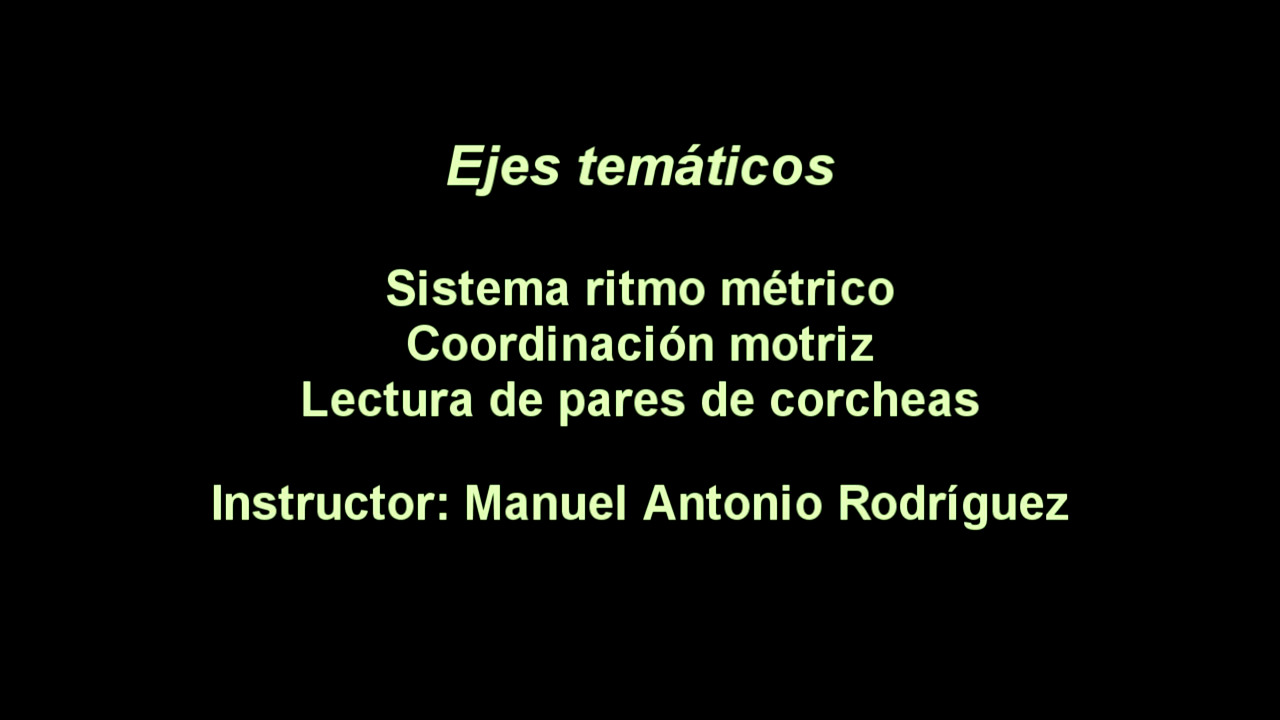 Ejes temáticos
Sistema ritmo métrico
Coordinación motriz
Lectura de pares de corcheas
Instructor: Manuel Antonio Rodríguez